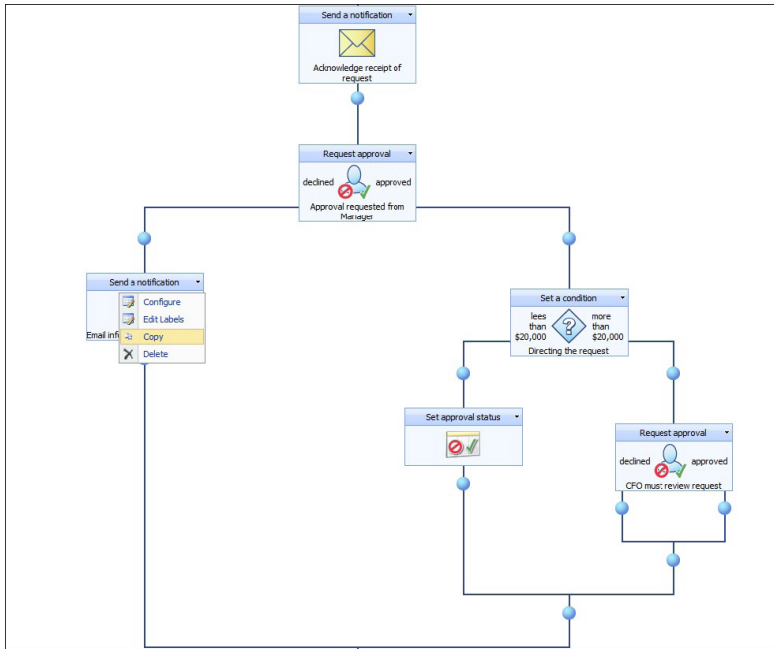 Send a notification
Acknowledge receipt of
request
Request approval
declined
approved
Approval requested from
Manager
Send a notification
Configure
Edit Labels
Copy
Delete
Email
Set a condition
lees
than
$20,000
more
than
$20,000
Directing the request
Set approval status
Request approval
declined
approved
CFO must review request